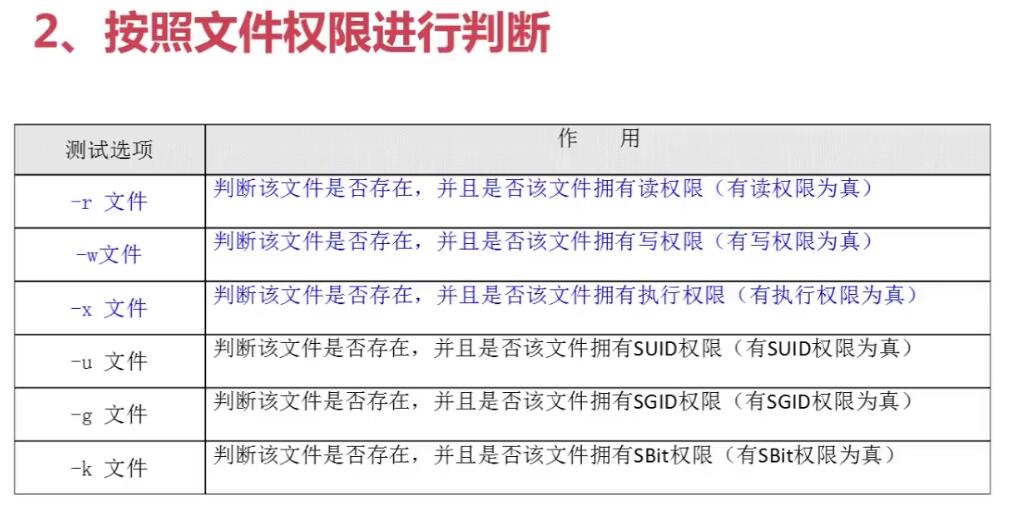 2、按照文件权限进行判断
测试选项 作 用
-r 文件 判断该文件是否存在，并且是否该文件拥有读权限（有读权限为真）
-w文件 判断该文件是否存在，并且是否该文件拥有写权限（有写权限为真）
-x 文件 判断该文件是否存在，并且是否该文件拥有执行权限（有执行权限为真）
-u 文件 判断该文件是否存在，并且是否该文件拥有SUID权限（有SUID权限为真）
-g 文件 判断该文件是否存在，并且是否该文件拥有SGID权限（有SGID权限为真）
-k 文件 判断该文件是否存在，并且是否该文件拥有SBit权限（有SBit权限为真）